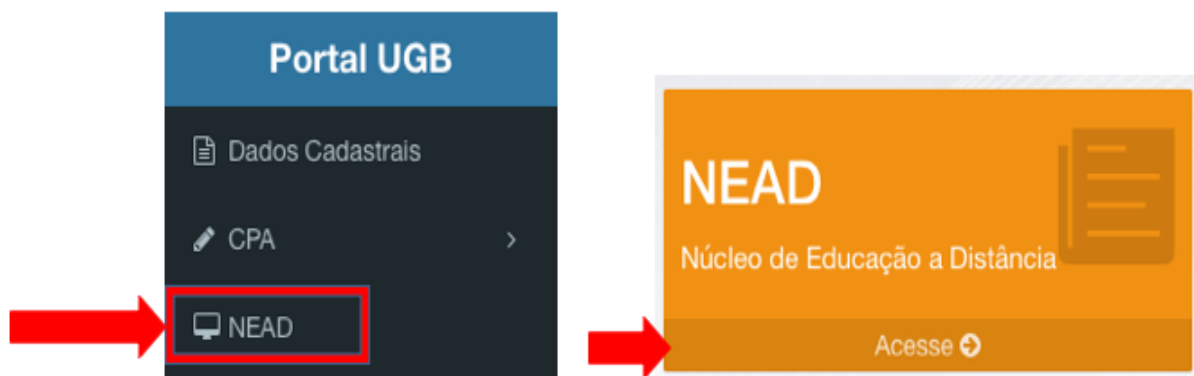 Portal UGB
Dados Cadastrais
CPA
NEAD
NEAD
Núcleo de Educação a Distância
Acesse